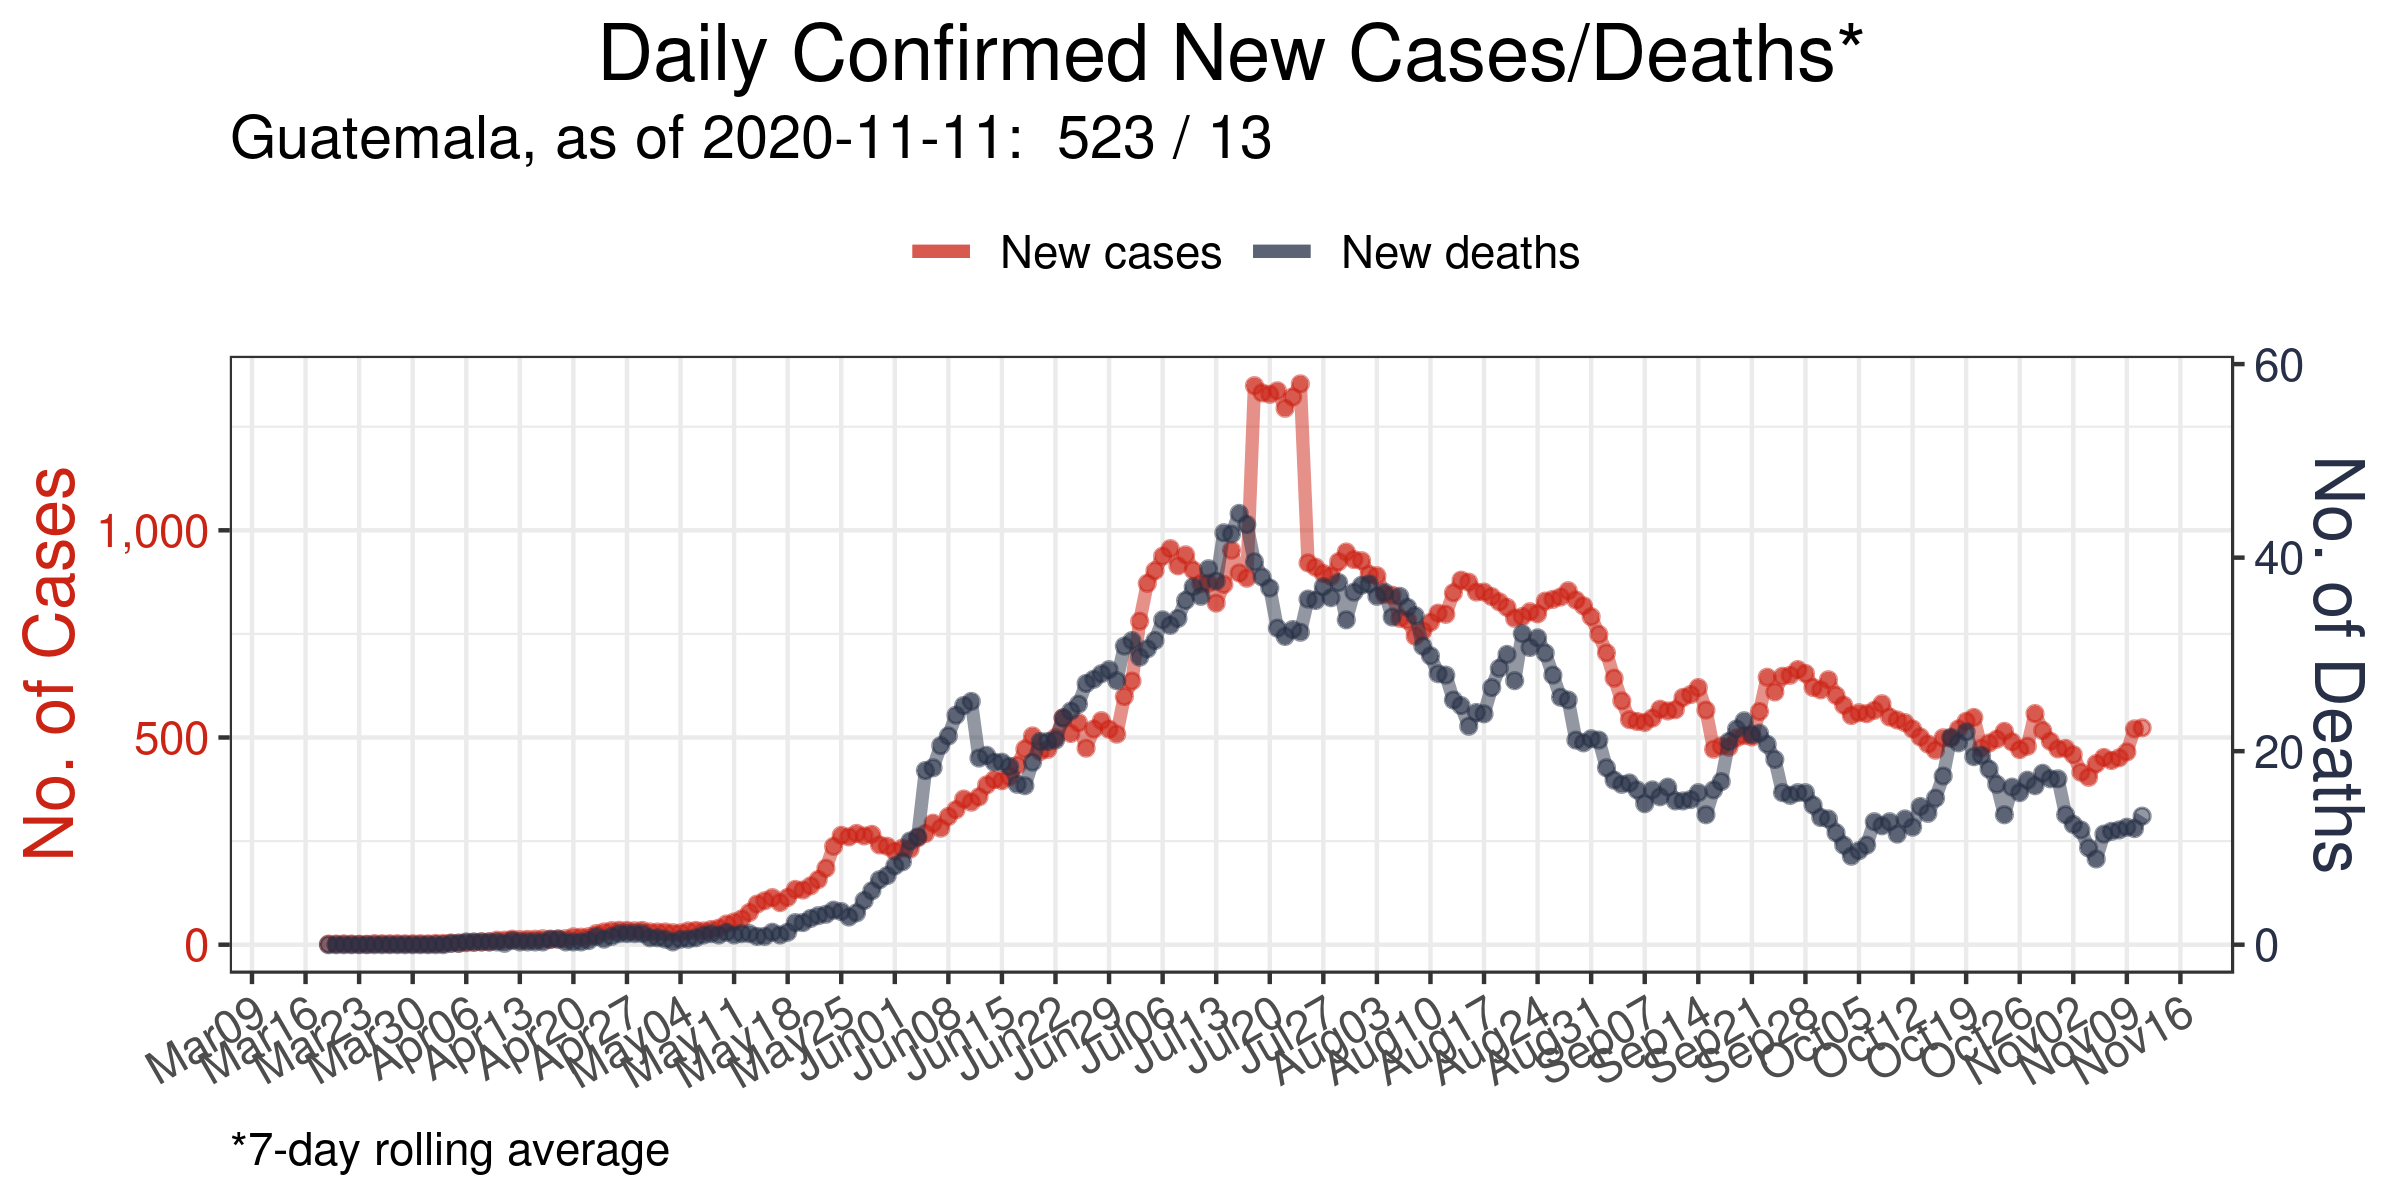 Daily Confirmed New Cases/Deaths*
Guatemala, as of 2020-11-11:  523 / 13
New cases
New deaths
No. of Cases
1,000
500
0
60
40
20
0
No. of Deaths
Mar09
Mar16
Mar23
Mar30
Apr06
Apr13
Apr20
Apr27
May04
May11
May18
May25
Jun01
Jun08
Jun15
Jun22
Jun29
Jul06
Jul13
Jul20
Jul27
Aug03
Aug10
Aug17
Aug24
Aug31
Sep07
Sep14
Sep21
Sep28
Oct05
Oct12
Oct19
Oct26
Nov02
Nov09
Nov16
*7-day rolling average